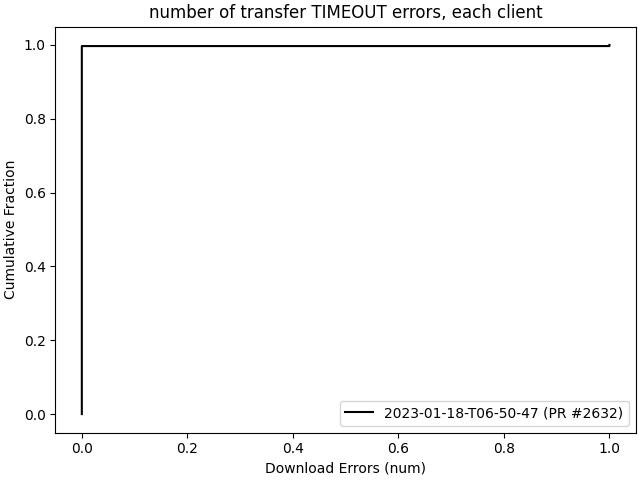 number of transfer TIMEOUT errors, each client
Cumulative Fraction
1.0
0.8
0.6
0.4
0.2
0.0
2023-01-18-T06-50-47 (PR #2632)
0.0 0.2 0.4 0.6 0.8 1.0
Download Errors (num)